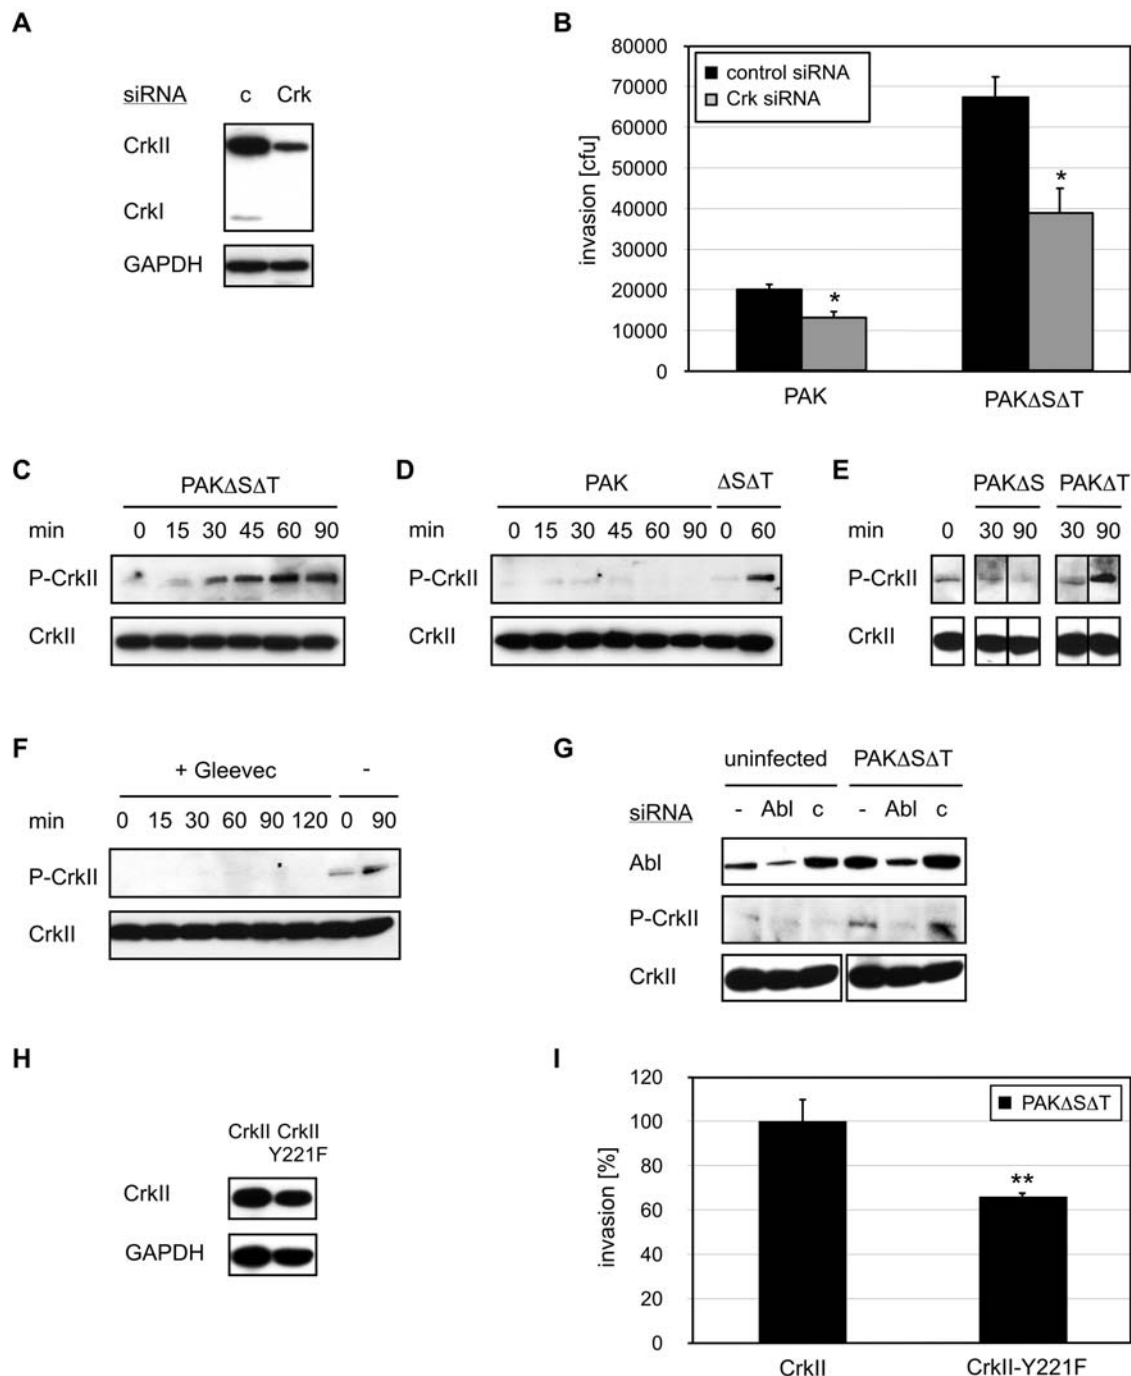 A
siRNA c Crk
CrkII
CrkI
GAPDH
B
80000
70000
60000
50000
40000
30000
20000
10000
0
invasion [cfu]
control siRNA
Crk siRNA
*
*
PAK PAKΔSΔT
C
PAKΔSΔT
min 0 15 30 45 60 90
P-CrkII
CrkII
D
PAK ΔSΔT
min 0 15 30 45 60 90 0 60
P-CrkII
CrkII
E
PAKΔS PAKΔT
min 0 30 90 30 90
P-CrkII
CrkII
F
+ Gleevec -
min 0 15 30 60 90 120 0 90
P-CrkII
CrkII
G
uninfected PAKΔSΔT
siRNA - Abl c - Abl c
Abl
P-CrkII
CrkII
H
CrkII CrkII
Y221F
CrkII
GAPDH
I
120
100
80
60
40
20
0
invasion [%]
PAKΔSΔT
**
CrkII CrkII-Y221F